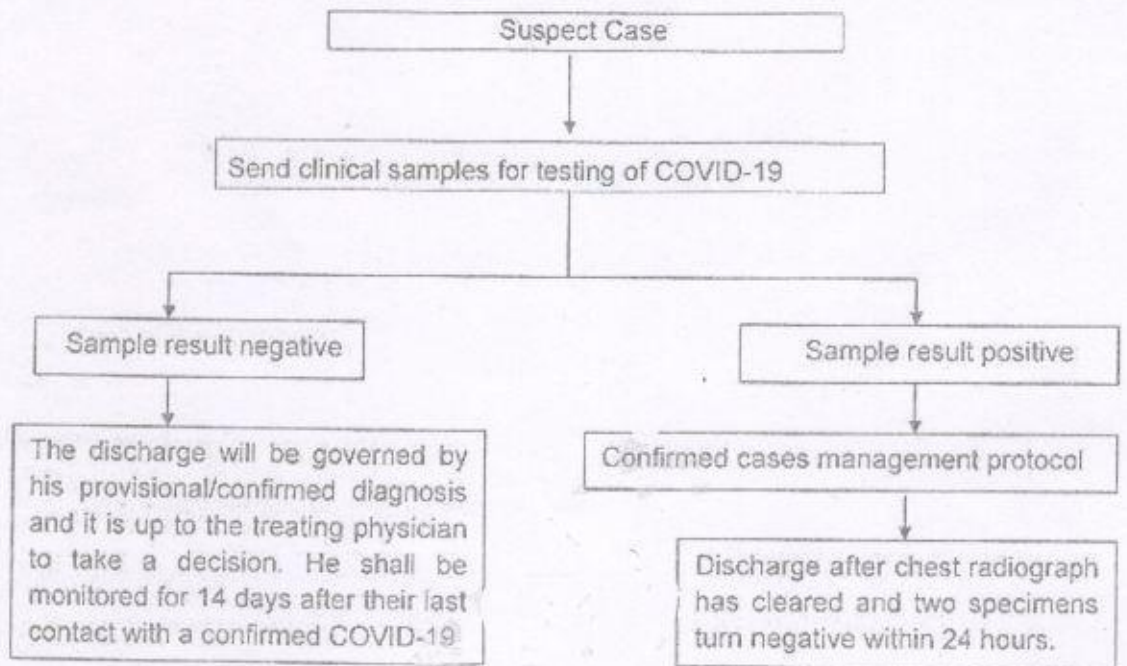 Suspect Case
Send clinical samples for testing of COVID-19
Sample result negative
Sample result positive
The discharge will be governed by
his provisional/confirmed diagnosis
and it is up to the treating physician
to take a decision. He shall be
monitored for 14 days after their last
contact with a confirmed COVID-19
Confirmed cases management protocol
Discharge after chest radiograph
has cleared and two specimens
turn negative within 24 hours.